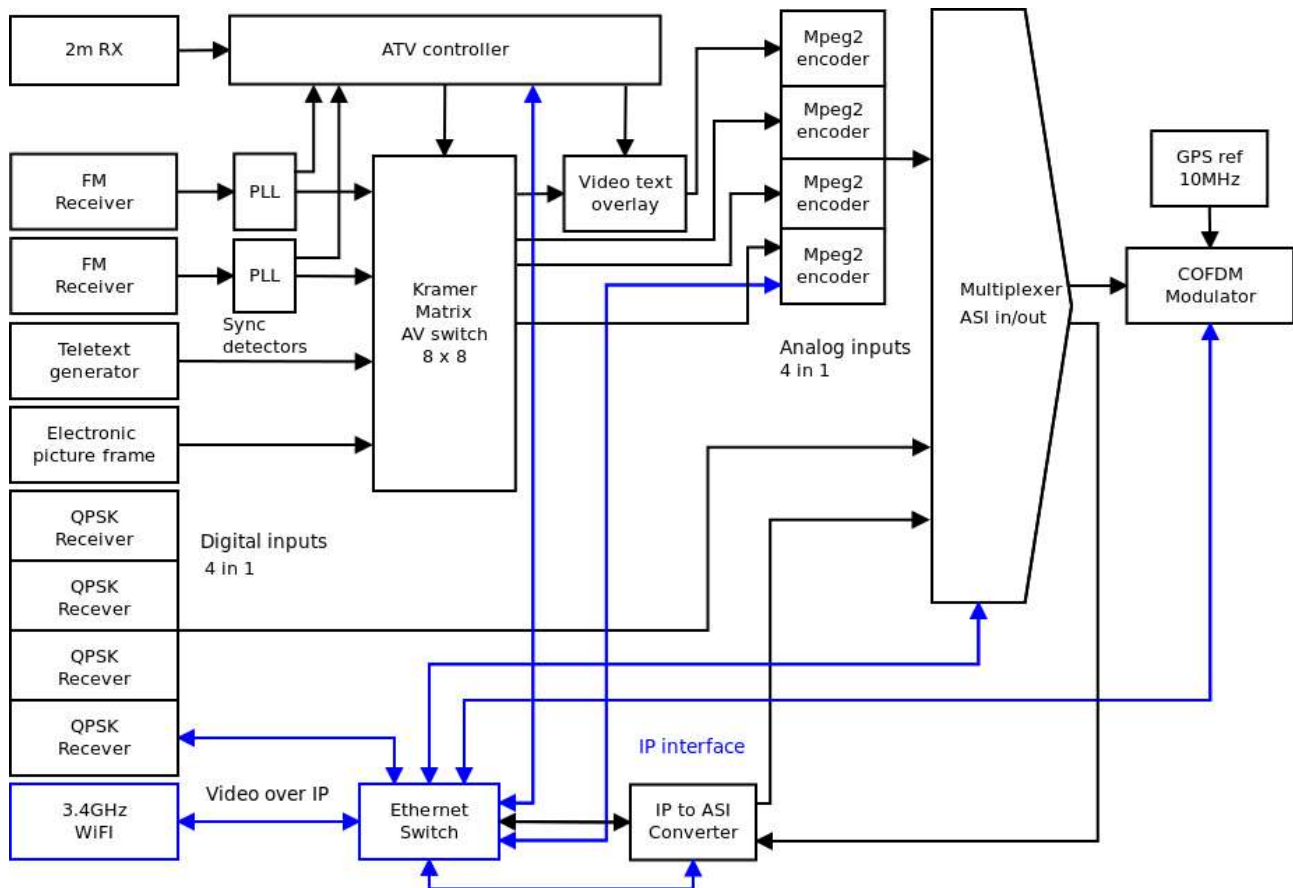 2m RX
ATV controller
Mpeg2
encoder
Mpeg2
encoder
Mpeg2
encoder
Mpeg2
encoder
GPS ref
10MHz
FM
Receiver
PLL
Video text
overlay
FM
Receiver
PLL
Sync
detectors
Kramer
Matrix
AV switch
8 x 8
Multiplexer
ASI in/out
COFDM
Modulator
Teletext
generator
Analog inputs
4 in 1
Electronic
picture frame
QPSK
Receiver
Digital inputs
4 in 1
QPSK
Recever
QPSK
Recever
QPSK
Recever
IP interface
3.4GHz
WiFI
Video over IP
Ethernet
Switch
IP to ASI
Converter